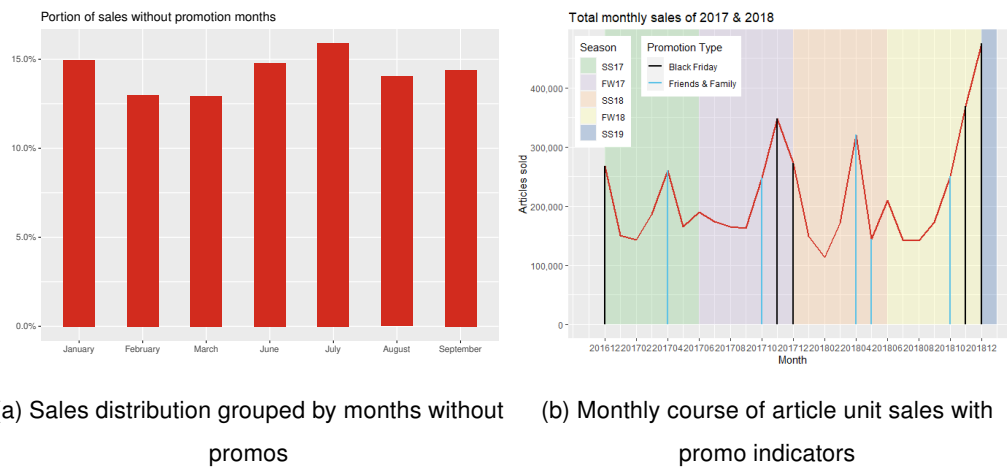 Portion of sales without promotion months
15.0%
10.0%
5.0%
0.0%
January February March June July August September
Total monthly sales of 2017 & 2018
Season
SS17
FW17
SS18
FW18
SS19
Promotion Type
Black Friday
Friends & Family
Articles sold
400,000
300,000
200,000
100,000
0
201612 201702 201704 201706 201708 201710 201712 201802 201804 201806 201808 201810 201812
Month
a) Sales distribution grouped by months without
promos
(b) Monthly course of article unit sales with
promo indicators